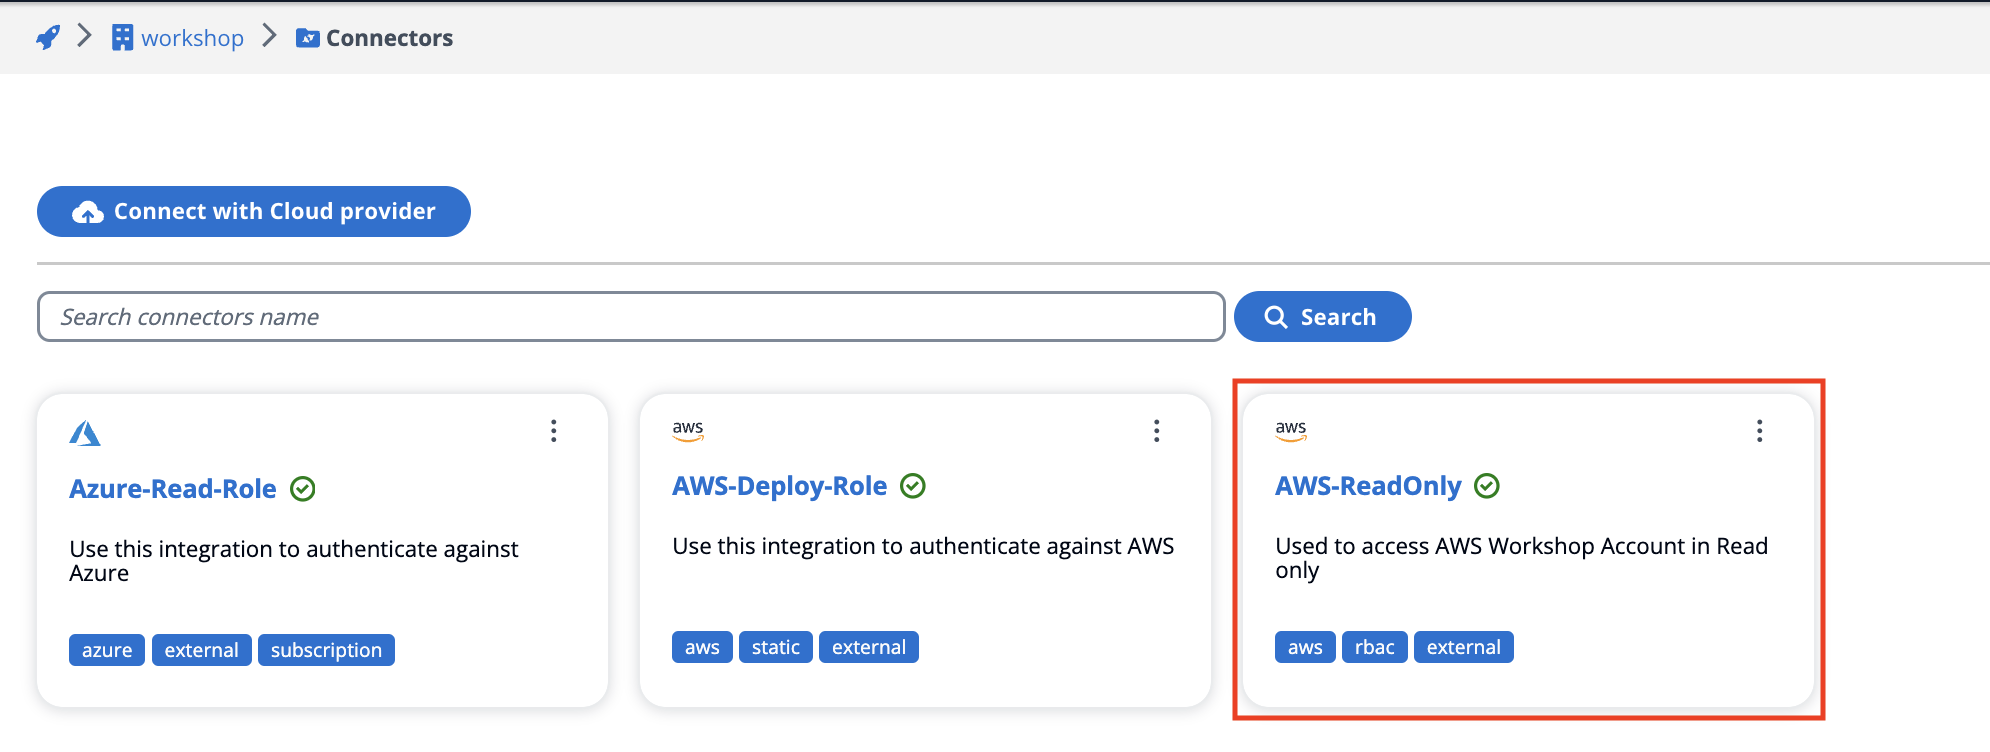 workshop
Connectors
Connect with Cloud provider
Search connectors name
Search
Azure-Read-Role
Use this integration to authenticate against
Azure
azure
external
subscription
aws
AWS-Deploy-Role
Use this integration to authenticate against AWS
aws
static
external
aws
AWS-ReadOnly
Used to access AWS Workshop Account in Read
only
aws
rbac
external